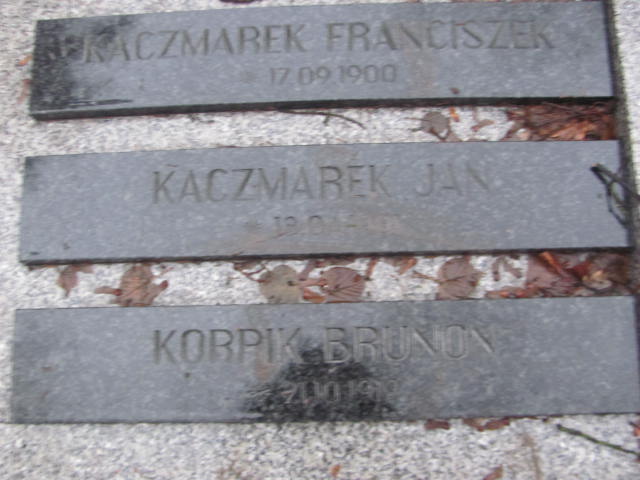 KACZMAREK FRANCISZEK
* 17.09.1900
KACZMAREK JAN
KORPIK BRUNON